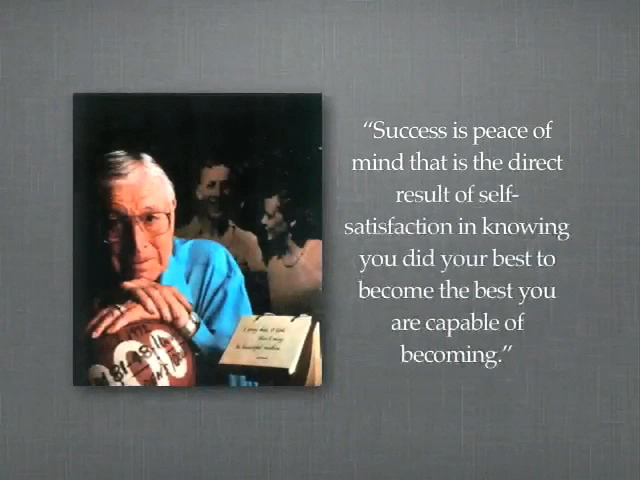 “Success is peace of
mind that is the direct
result of self-
satisfaction in knowing
you did your best to
become the best you
are capable of
becoming.”